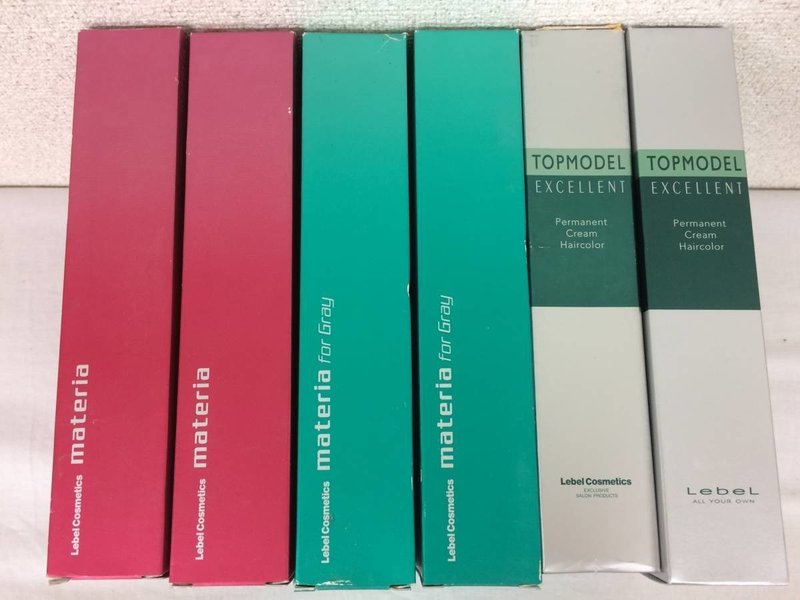 Lebel Cosmetics materia
Lebel Cosmetics materia
Lebel Cosmetics materia for Gray
Lebel Cosmetics materia for Gray
TOPMODEL
EXCELLENT
Permanent
Cream
Haircolor
Lebel Cosmetics
EXCLUSIVE
SALON PRODUCTS
TOPMODEL
EXCELLENT
Permanent
Cream
Haircolor
LebeL
ALL YOUR OWN